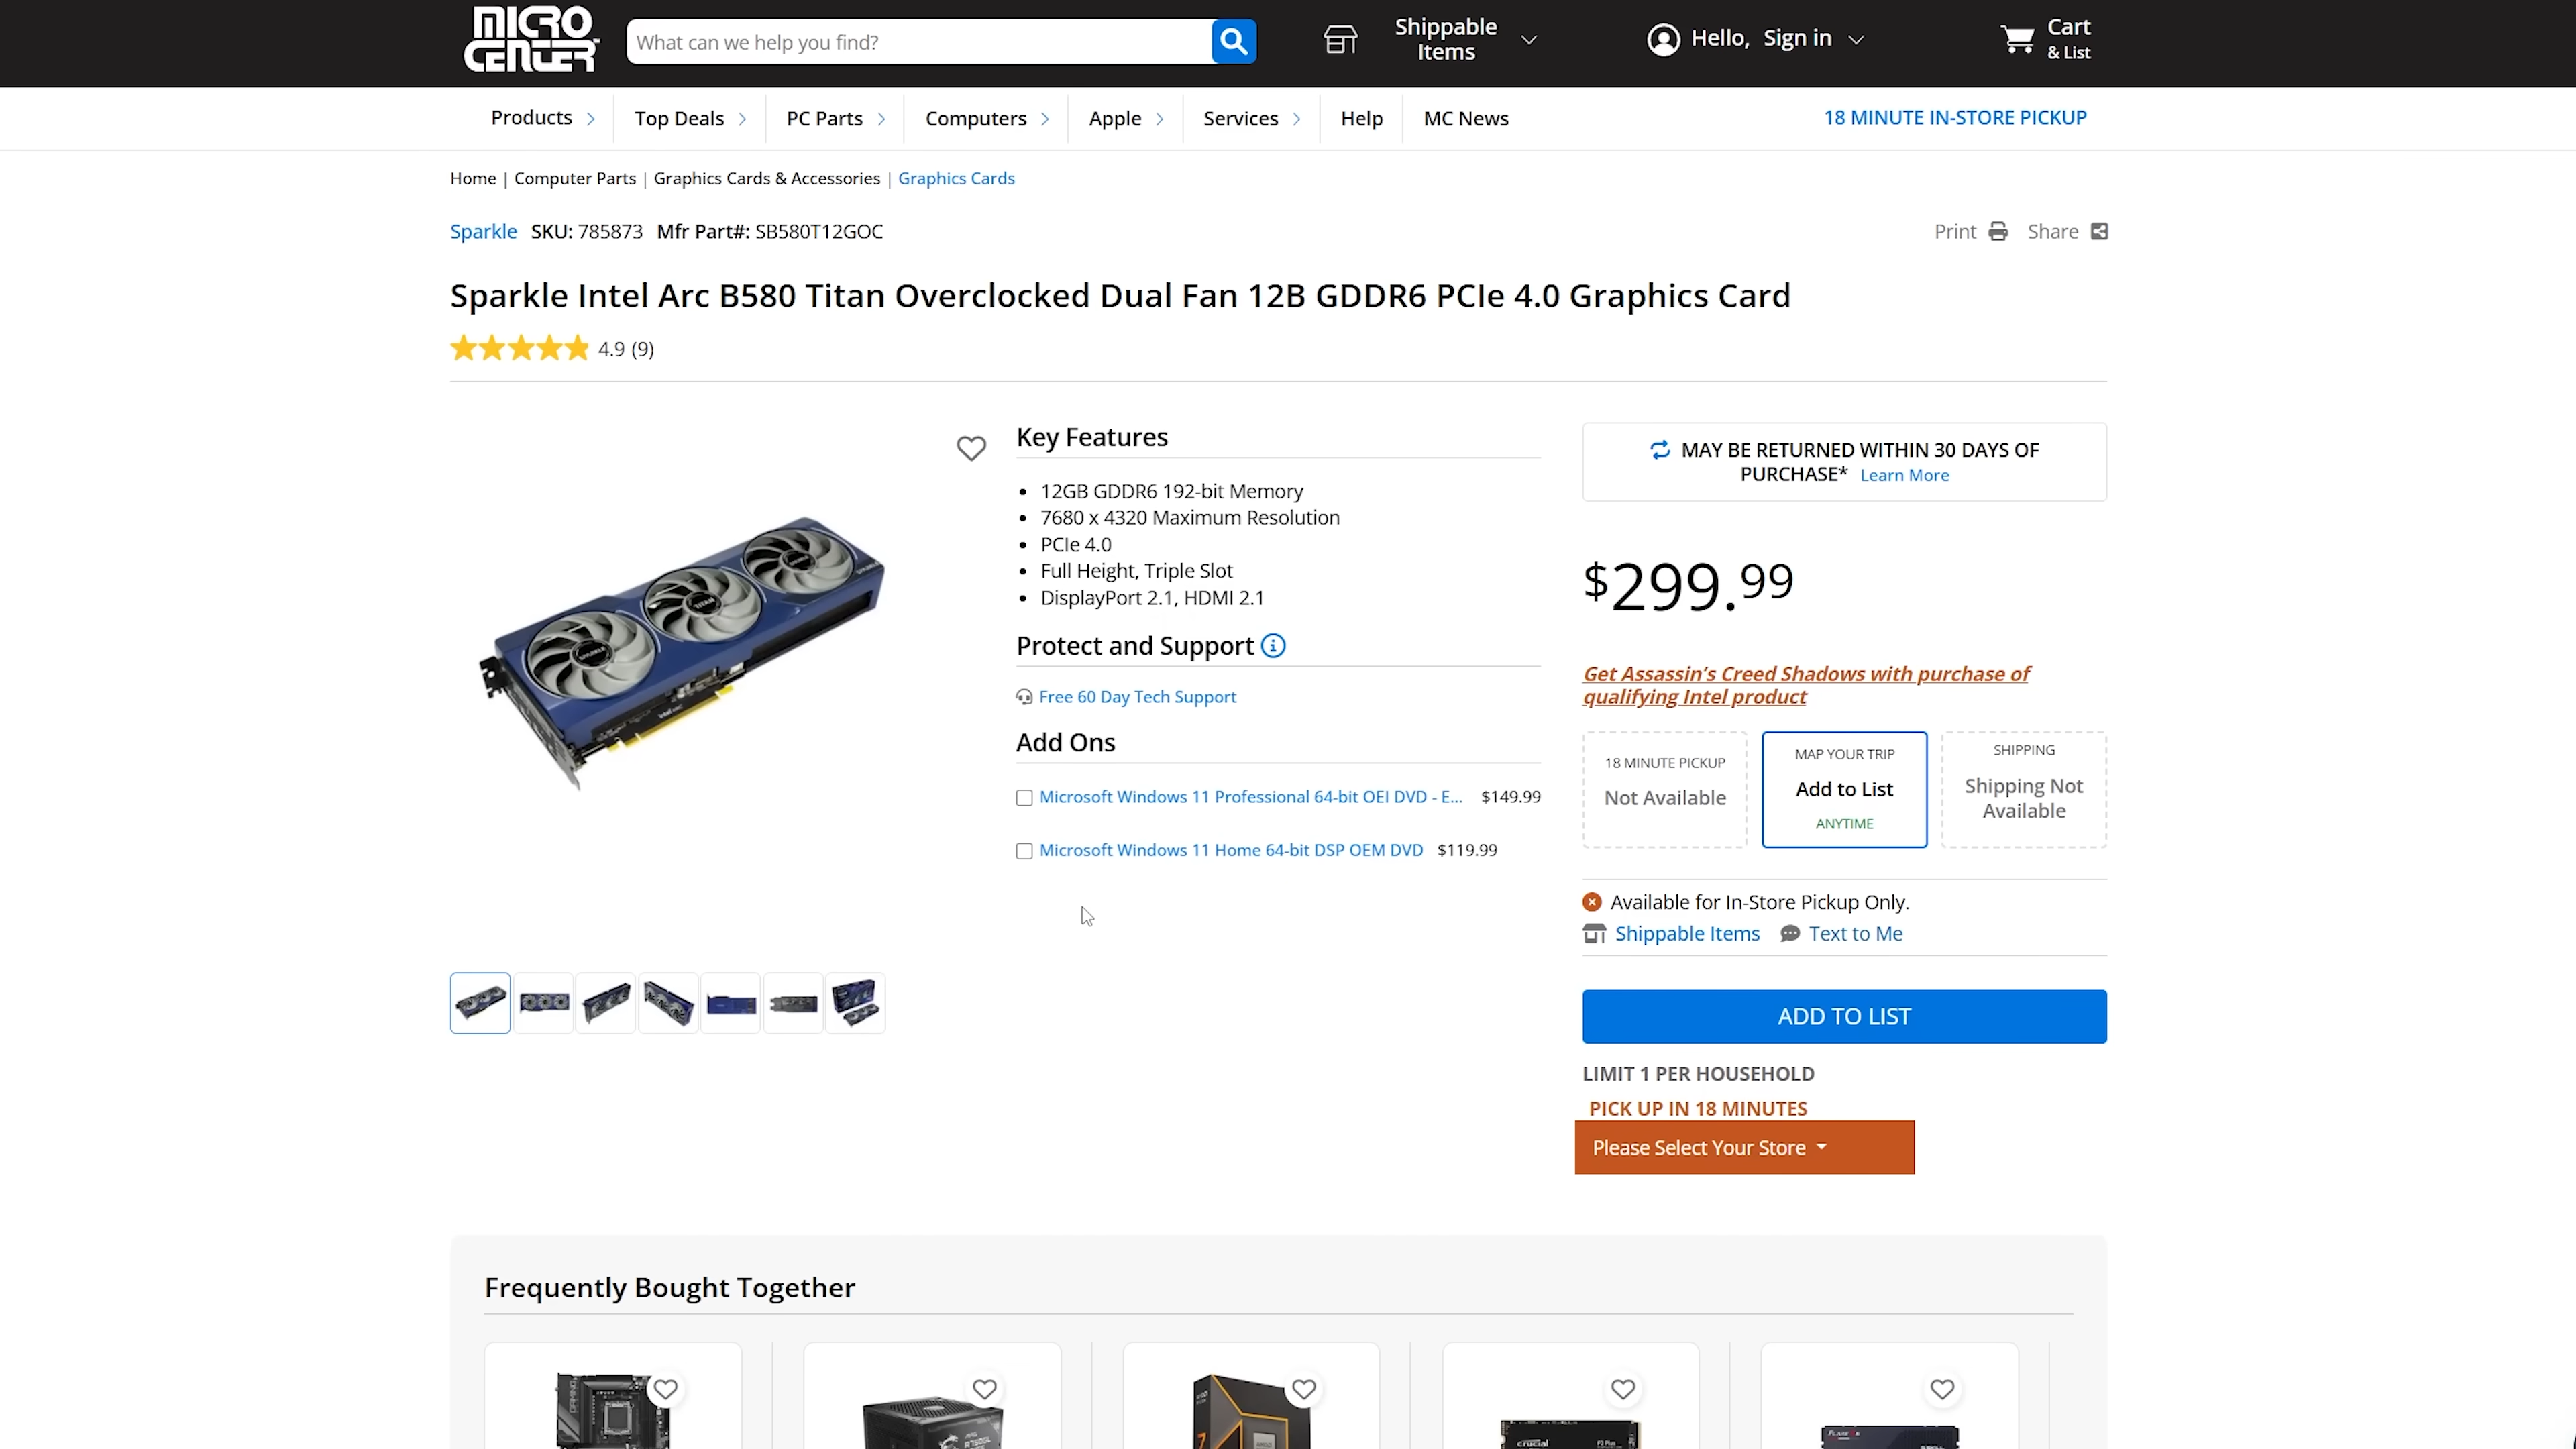 MICRO CENTER
What can we help you find?
Shippable
Items
Hello, Sign in
Cart
& List
Products
Top Deals
PC Parts
Computers
Apple
Services
Help
MC News
18 MINUTE IN-STORE PICKUP
Home | Computer Parts | Graphics Cards & Accessories | Graphics Cards
Sparkle SKU: 785873 Mfr Part#: SB580T12GOC
Print
Share
Sparkle Intel Arc B580 Titan Overclocked Dual Fan 12B GDDR6 PCIe 4.0 Graphics Card
4.9 (9)
Key Features
12GB GDDR6 192-bit Memory
7680 x 4320 Maximum Resolution
PCIe 4.0
Full Height, Triple Slot
DisplayPort 2.1, HDMI 2.1
Protect and Support
Free 60 Day Tech Support
Add Ons
Microsoft Windows 11 Professional 64-bit OEI DVD - E... $149.99
Microsoft Windows 11 Home 64-bit DSP OEM DVD $119.99
MAY BE RETURNED WITHIN 30 DAYS OF
PURCHASE* Learn More
$299.99
Get Assassin’s Creed Shadows with purchase of
qualifying Intel product
18 MINUTE PICKUP
Not Available
MAP YOUR TRIP
Add to List
ANYTIME
SHIPPING
Shipping Not
Available
Available for In-Store Pickup Only.
Shippable Items
Text to Me
ADD TO LIST
LIMIT 1 PER HOUSEHOLD
PICK UP IN 18 MINUTES
Please Select Your Store
Frequently Bought Together
crucial